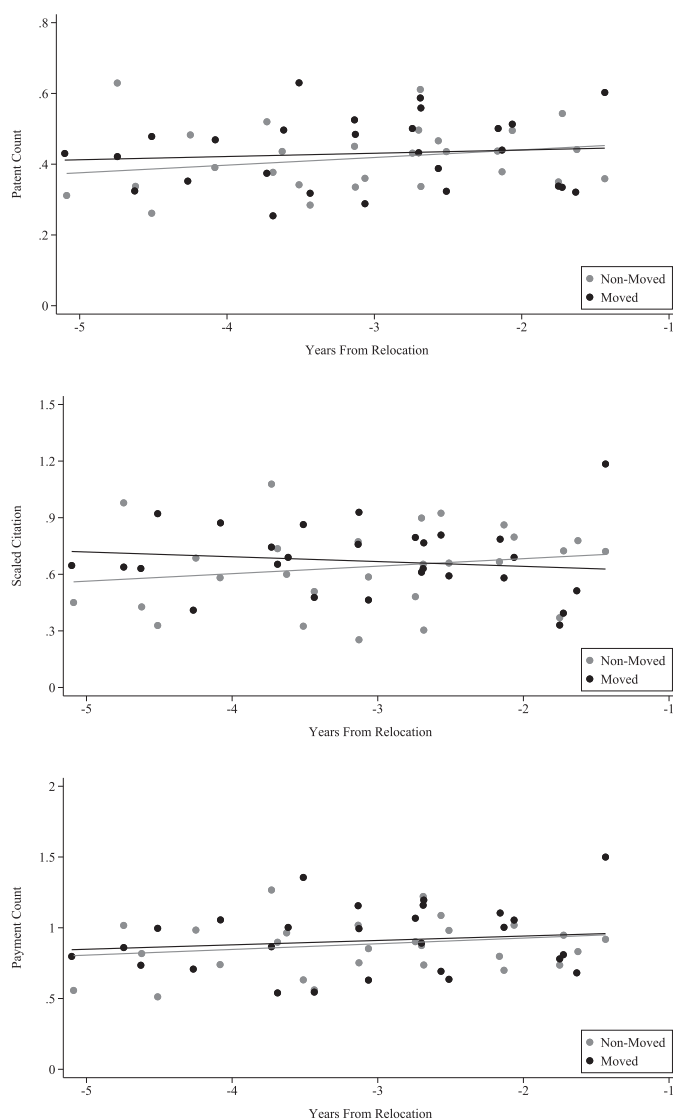 .8
.6
.4
.2
0
Patent Count
-5 -4 -3 -2 -1
Years From Relocation
Non-Moved
Moved
1.5
1.2
.9
.6
.3
0
Scaled Citation
-5 -4 -3 -2 -1
Years From Relocation
Non-Moved
Moved
2
1.5
1
.5
0
Payment Count
-5 -4 -3 -2 -1
Years From Relocation
Non-Moved
Moved